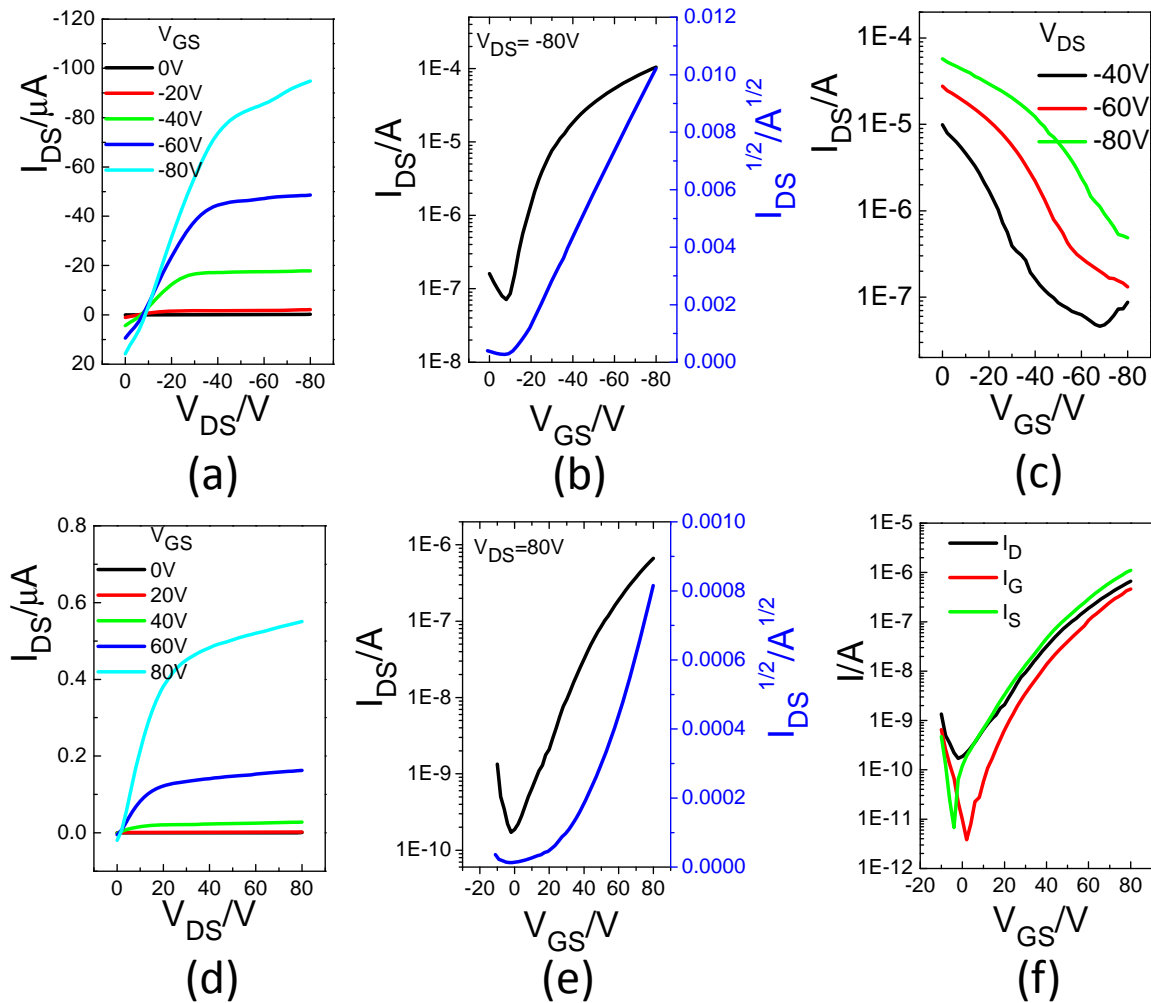 -120
-100
-80
-60
-40
-20
0
20
I_DS/μA
V_GS
0V
-20V
-40V
-60V
-80V
0 -20 -40 -60 -80
V_DS/V
(a)
V_DS= -80V
1E-4
1E-5
1E-6
1E-7
1E-8
I_DS/A
0.012
0.010
0.008
0.006
0.004
0.002
0.000
I_DS^1/2/A^1/2
0 -20 -40 -60 -80
V_GS/V
(b)
1E-4
1E-5
1E-6
1E-7
I_DS/A
V_DS
-40V
-60V
-80V
0 -20 -40 -60 -80
V_GS/V
(c)
0.8
0.6
0.4
0.2
0.0
I_DS/μA
V_GS
0V
20V
40V
60V
80V
0 20 40 60 80
V_DS/V
(d)
V_DS=80V
1E-6
1E-7
1E-8
1E-9
1E-10
I_DS/A
0.0010
0.0008
0.0006
0.0004
0.0002
0.0000
I_DS^1/2/A^1/2
-20 0 20 40 60 80
V_GS/V
(e)
1E-5
1E-6
1E-7
1E-8
1E-9
1E-10
1E-11
1E-12
I/A
I_D
I_G
I_S
-20 0 20 40 60 80
V_GS/V
(f)